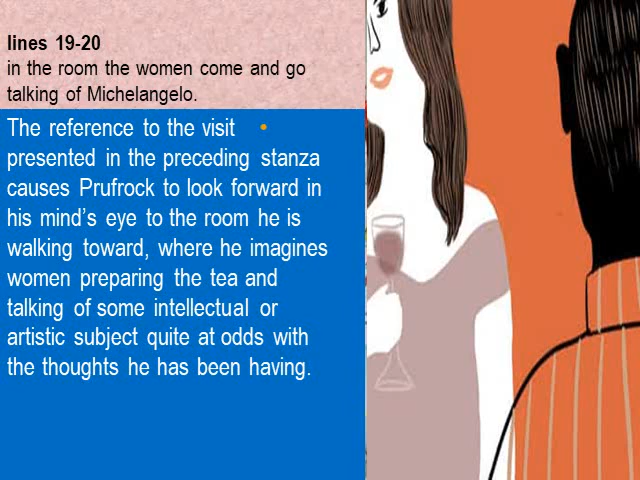 lines 19-20
in the room the women come and go
talking of Michelangelo.
The reference to the visit •
presented in the preceding stanza
causes Prufrock to look forward in
his mind’s eye to the room he is
walking toward, where he imagines
women preparing the tea and
talking of some intellectual or
artistic subject quite at odds with
the thoughts he has been having.